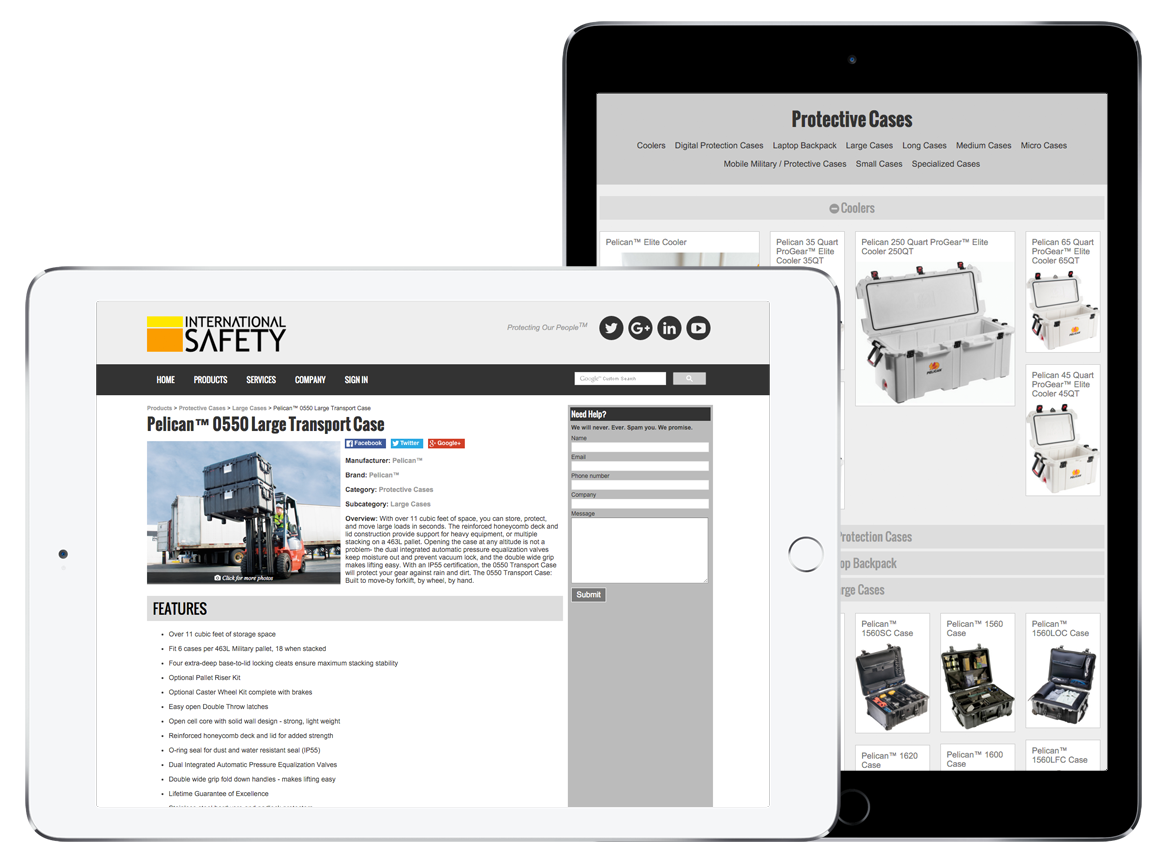 Protective Cases
Coolers Digital Protection Cases Laptop Backpack Large Cases Long Cases Medium Cases Micro Cases
Mobile Military / Protective Cases Small Cases Specialized Cases
Coolers
Pelican™ Elite Cooler
Pelican 35 Quart
ProGear™ Elite
Cooler 35QT
Pelican 250 Quart ProGear™ Elite
Cooler 250QT
Pelican 65 Quart
ProGear™ Elite
Cooler 65QT
PELICAN
Pelican 45 Quart
ProGear™ Elite
Cooler 45QT
rotection Cases
op Backpack
rge Cases
Pelican™
1560SC Case
Pelican™ 1560
Case
Pelican™
1560LOC Case
Pelican™ 1620
Case
Pelican™ 1600
Case
Pelican™
1560LFC Case
INTERNATIONAL
SAFETY
Protecting Our People™
G+
in
HOME PRODUCTS SERVICES COMPANY SIGN IN
Google™ Custom Search
Products > Protective Cases > Large Cases > Pelican™ 0550 Large Transport Case
Pelican™ 0550 Large Transport Case
Facebook Twitter Google+
Manufacturer: Pelican™
Brand: Pelican™
Category: Protective Cases
Subcategory: Large Cases
Overview: With over 11 cubic feet of space, you can store, protect,
and move large loads in seconds. The reinforced honeycomb deck and
lid construction provide support for heavy equipment, or multiple
stacking on a 463L pallet. Opening the case at any altitude is not a
problem- the dual integrated automatic pressure equalization valves
keep moisture out and prevent vacuum lock, and the double wide grip
makes lifting easy. With an IP55 certification, the 0550 Transport Case
will protect your gear against rain and dirt. The 0550 Transport Case:
Built to move-by forklift, by wheel, by hand.
Click for more photos
FEATURES
• Over 11 cubic feet of storage space
• Fit 6 cases per 463L Military pallet, 18 when stacked
• Four extra-deep base-to-lid locking cleats ensure maximum stacking stability
• Optional Pallet Riser Kit
• Optional Caster Wheel Kit complete with brakes
• Easy open Double Throw latches
• Open cell core with solid wall design - strong, light weight
• Reinforced honeycomb deck and lid for added strength
• O-ring seal for dust and water resistant seal (IP55)
• Dual Integrated Automatic Pressure Equalization Valves
• Double wide grip fold down handles - makes lifting easy
• Lifetime Guarantee of Excellence
Need Help?
We will never. Ever. Spam you. We promise.
Name
Email
Phone number
Company
Message
Submit